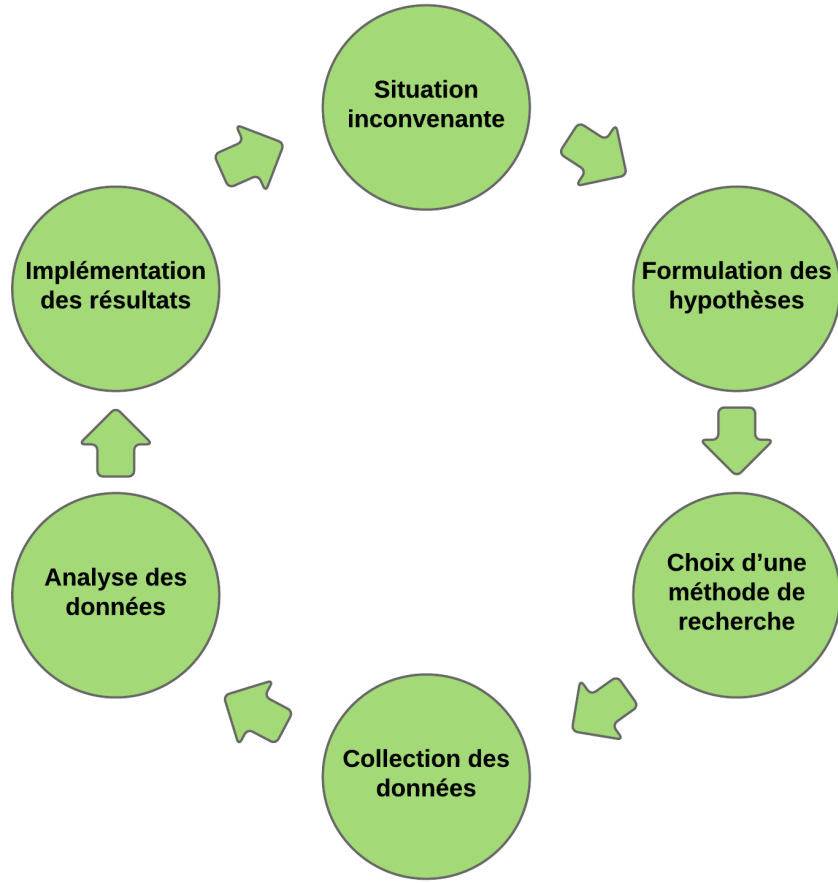 Situation
inconvenante
Formulation des
hypothèses
Choix d’une
méthode de
recherche
Collection des
données
Analyse des
données
Implémentation
des résultats